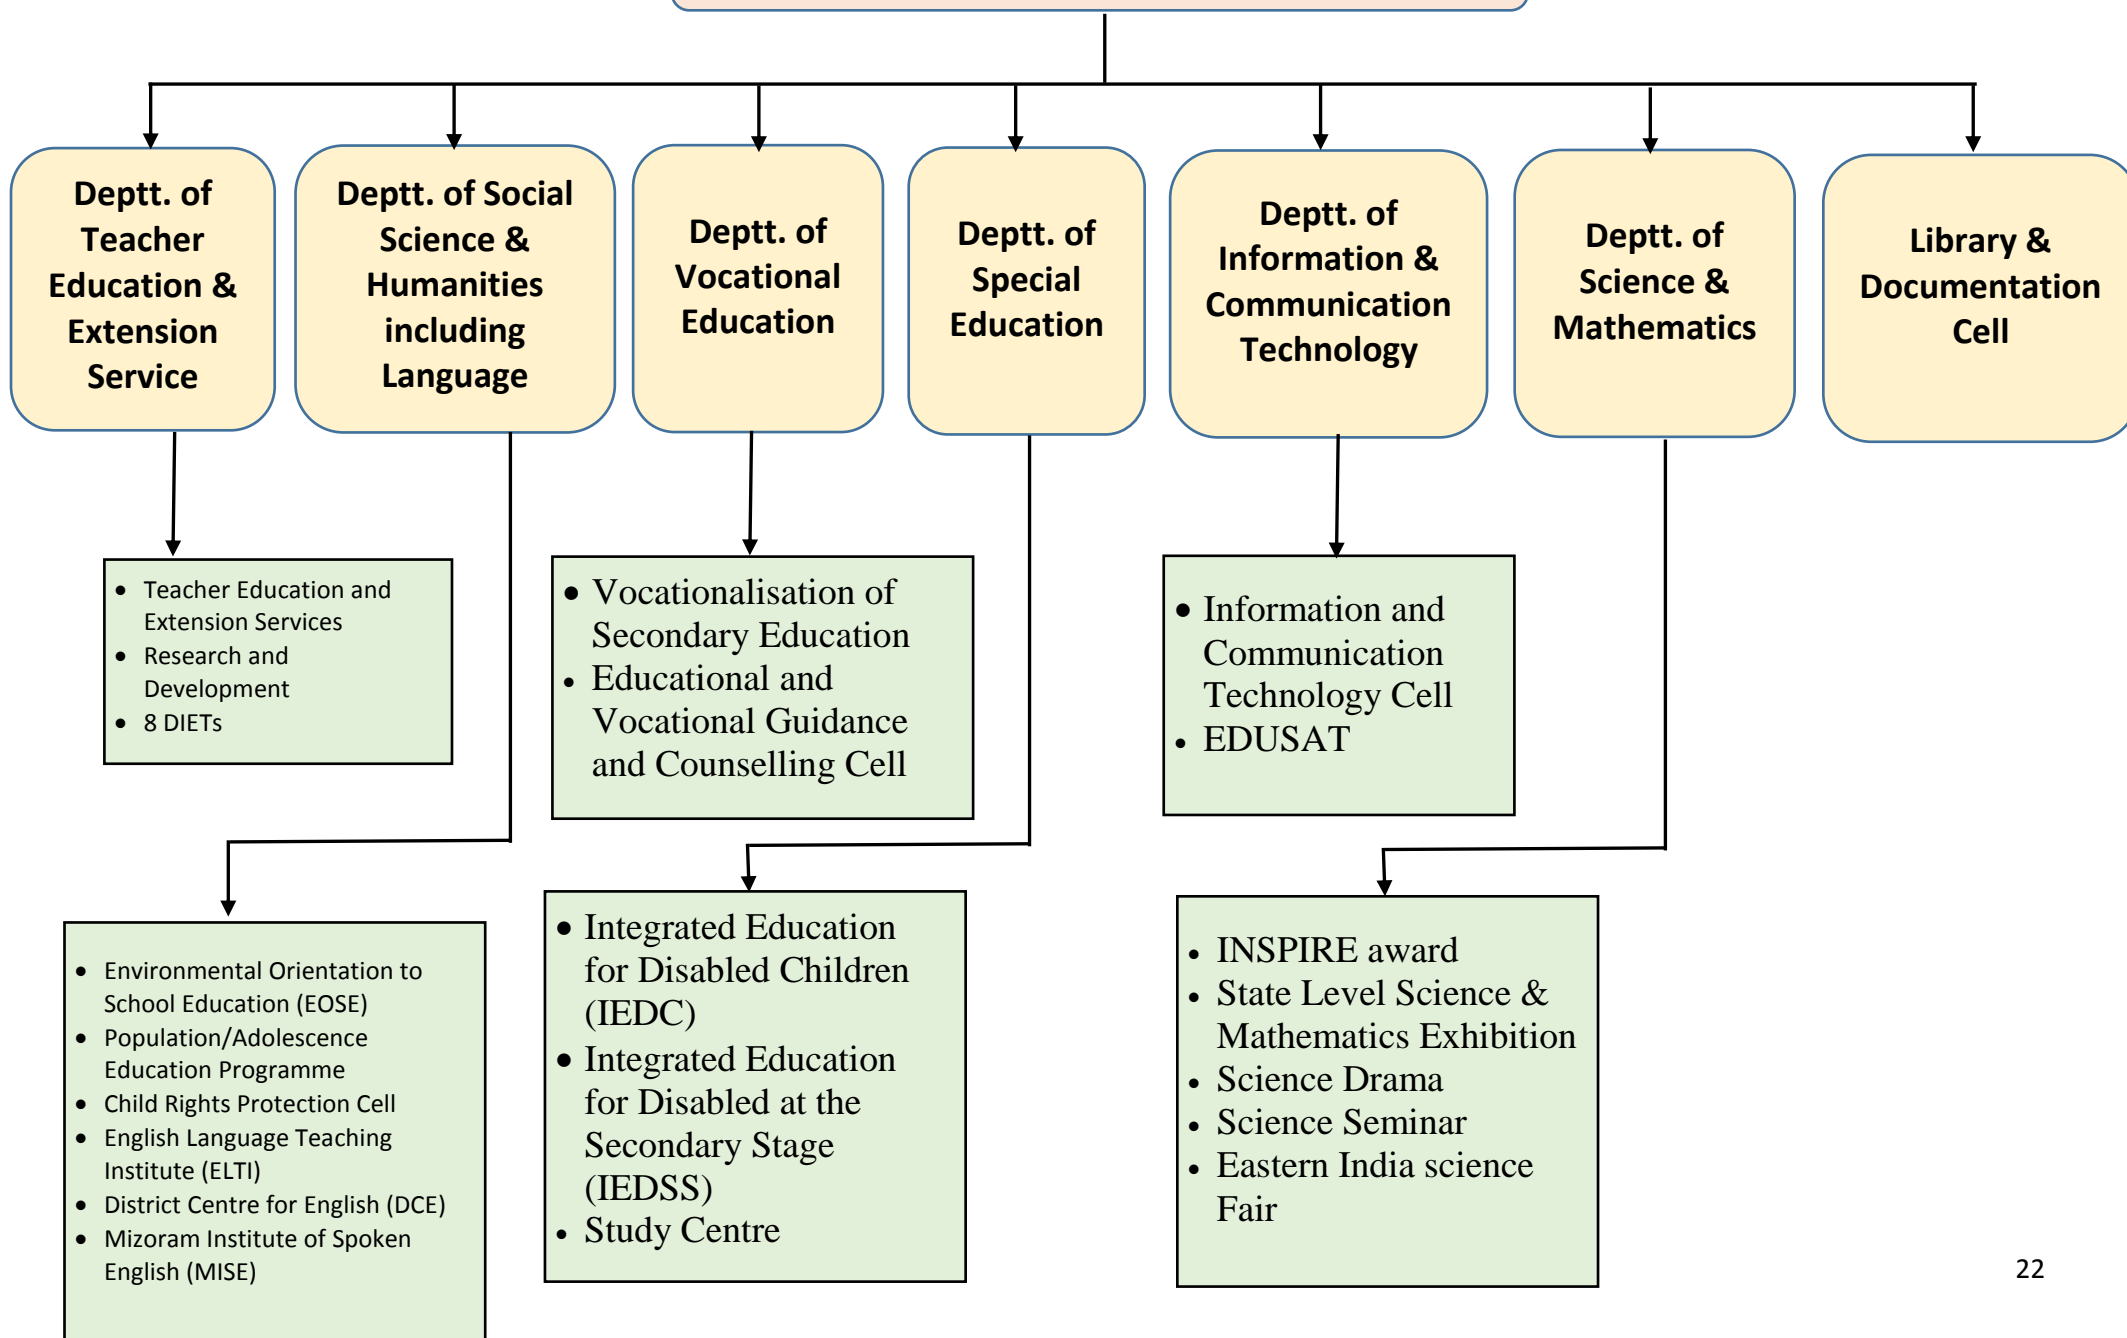 Deptt. of
Teacher
Education &
Extension
Service
Deptt. of Social
Science &
Humanities
including
Language
Deptt. of
Vocational
Education
Deptt. of
Special
Education
Deptt. of
Information &
Communication
Technology
Deptt. of
Science &
Mathematics
Library &
Documentation
Cell
• Teacher Education and
Extension Services
• Research and
Development
• 8 DIETs
• Vocationalisation of
Secondary Education
• Educational and
Vocational Guidance
and Counselling Cell
• Information and
Communication
Technology Cell
• EDUSAT
• Environmental Orientation to
School Education (EOSE)
• Population/Adolescence
Education Programme
• Child Rights Protection Cell
• English Language Teaching
Institute (ELTI)
• District Centre for English (DCE)
• Mizoram Institute of Spoken
English (MISE)
• Integrated Education
for Disabled Children
(IEDC)
• Integrated Education
for Disabled at the
Secondary Stage
(IEDSS)
• Study Centre
• INSPIRE award
• State Level Science &
Mathematics Exhibition
• Science Drama
• Science Seminar
• Eastern India science
Fair
22